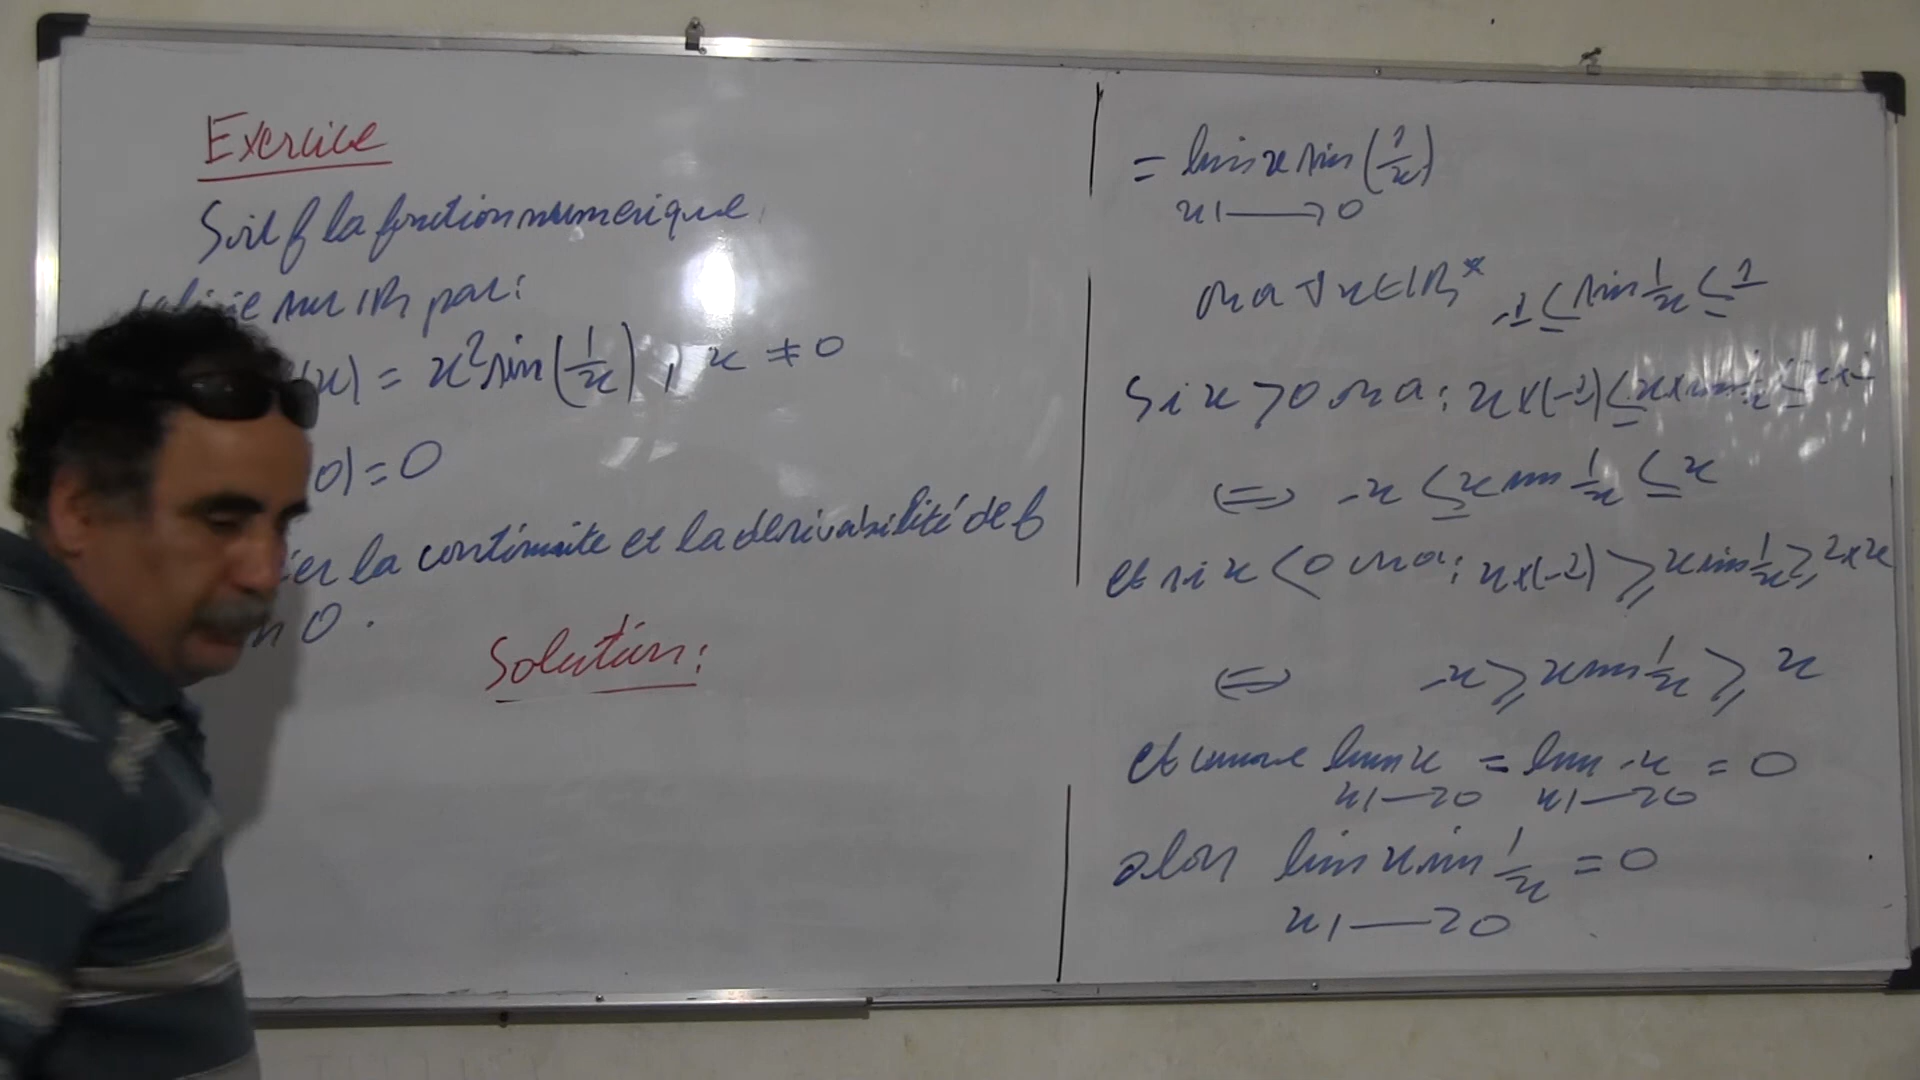 Exercice
Soit f la fonction numerique
sur IR par:
(x) = x² sin(1/x), x ≠ 0
0) = 0
ier la continuite et la derivabilité de f
n 0.
Solution:
= lim x sin(1/x)
x ⟼ 0
on a ∀x ∈ IR* -1 ≤ sin 1/x ≤ 1
Si x > 0 on a: x×(-1) ≤ x× sin 1/x ≤ x×1
⟺ -x ≤ x sin 1/x ≤ x
et si x < 0 on a: x×(-1) ⩾ x sin 1/x ⩾ 1×x
⟺ -x ⩾ x sin 1/x ⩾ x
et comme lim x = lim -x = 0
x ⟼ 0 x ⟼ 0
alors lim x sin 1/x = 0
x ⟼ 0